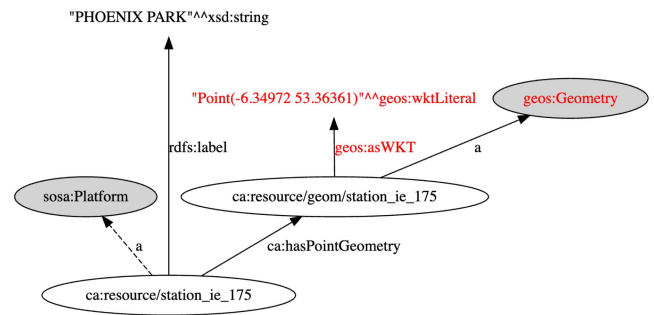 "PHOENIX PARK"^^xsd:string
"Point(-6.34972 53.36361)"^^geos:wktLiteral
geos:Geometry
rdfs:label
geos:asWKT
a
sosa:Platform
ca:resource/geom/station_ie_175
a
ca:hasPointGeometry
ca:resource/station_ie_175